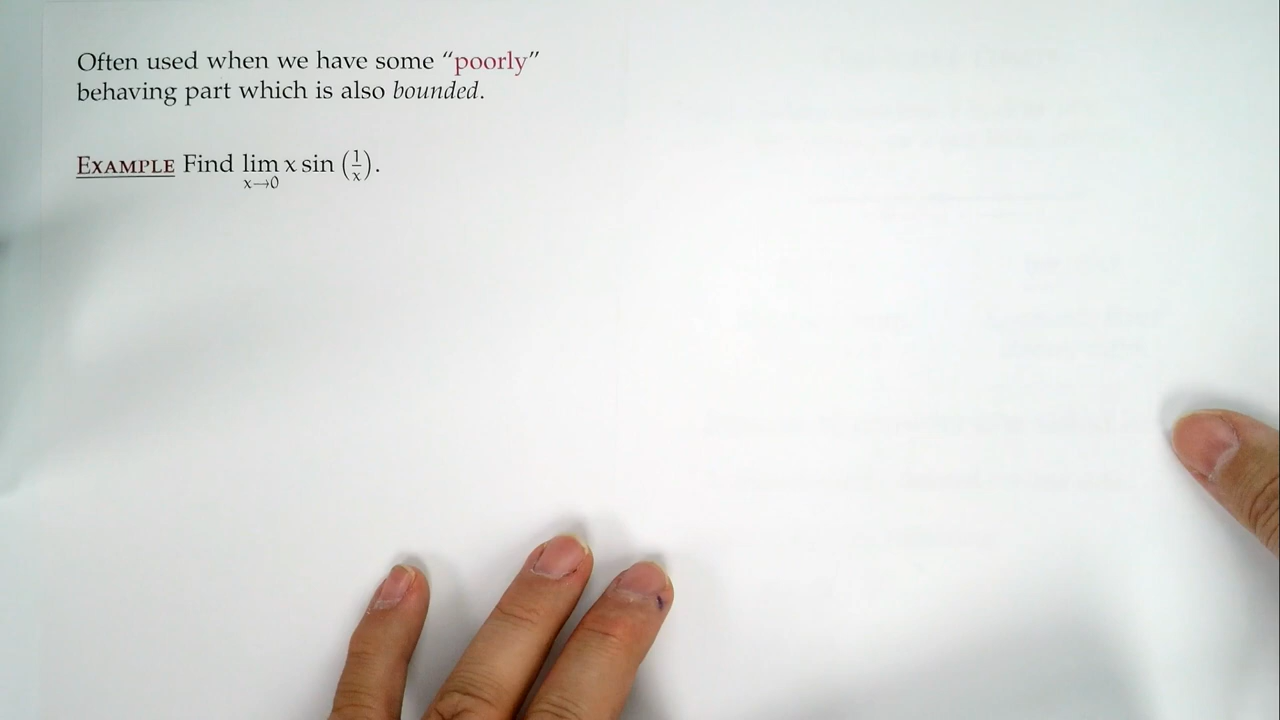 Often used when we have some “poorly”
behaving part which is also bounded.
EXAMPLE Find lim x→0 x sin (1/x).